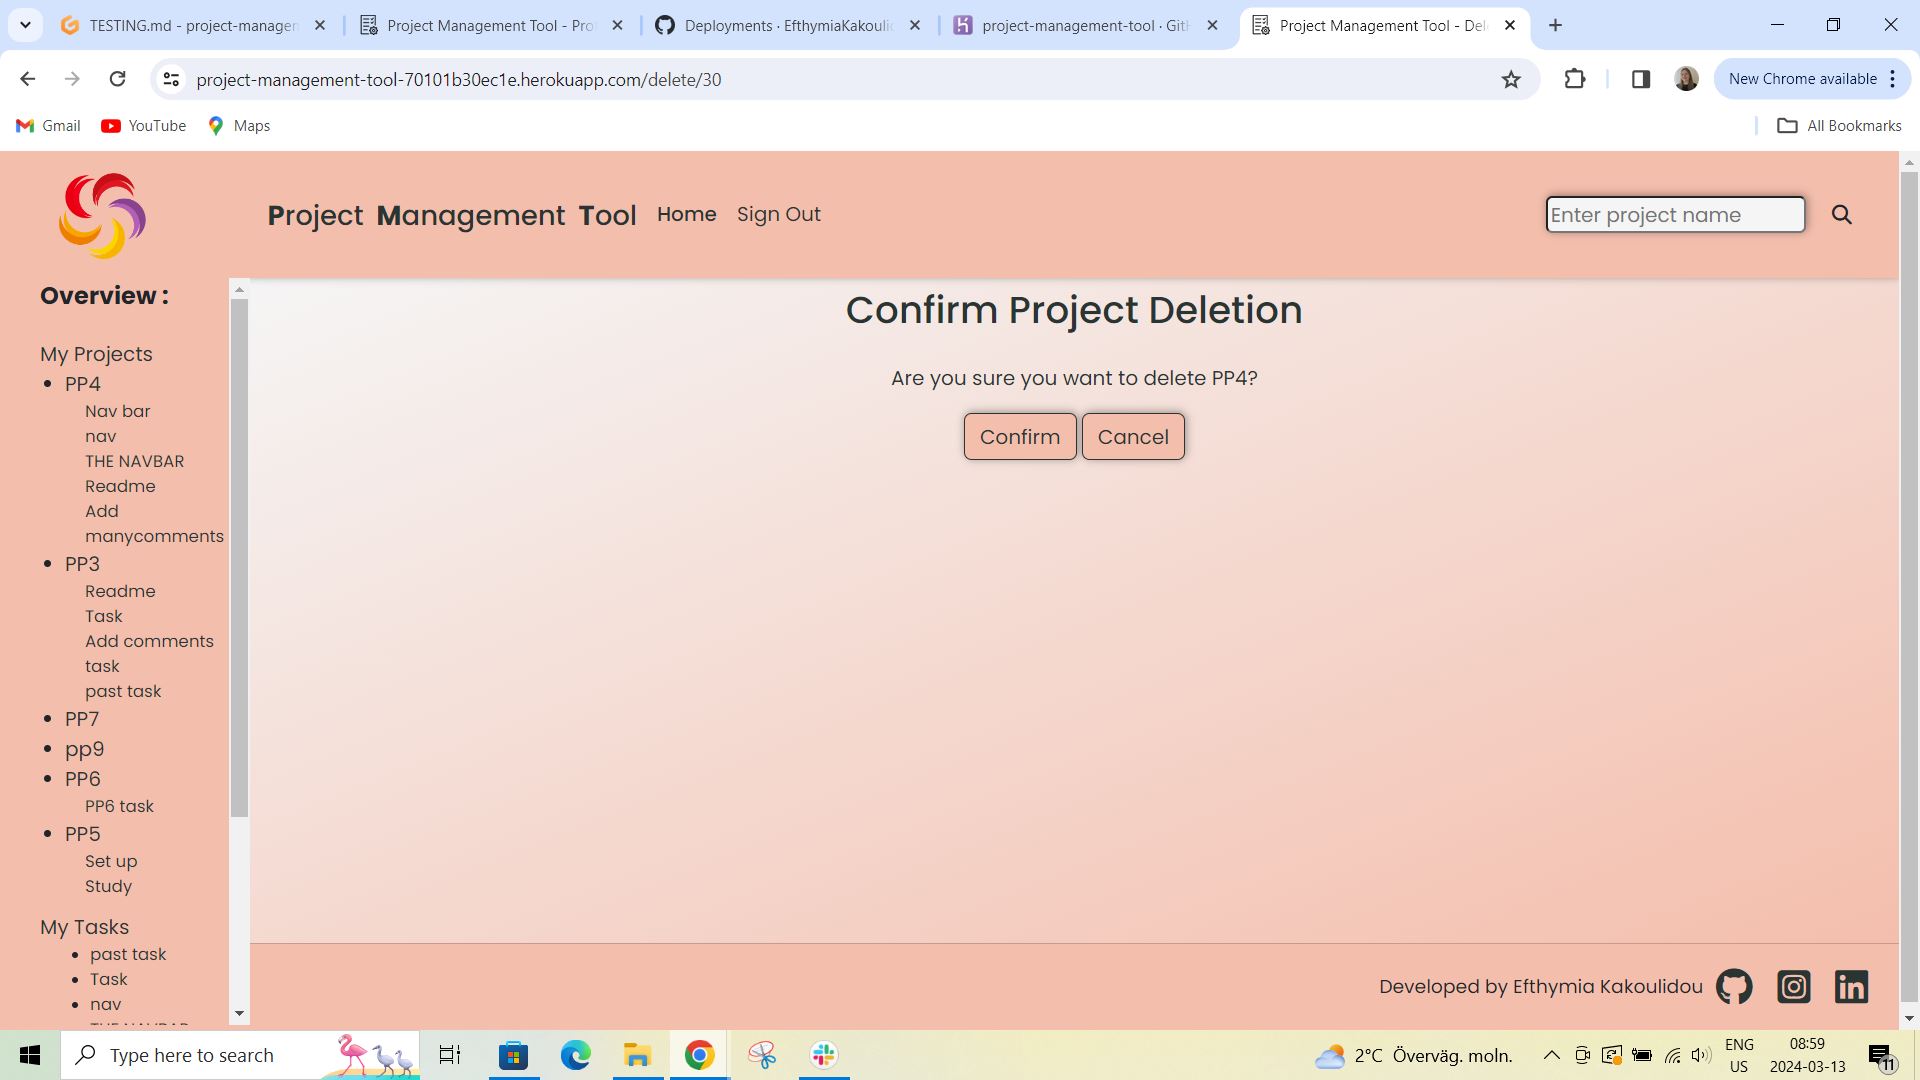 TESTING.md - project-managen
Project Management Tool - Pro
Deployments · EfthymiaKakouli
project-management-tool · Git
Project Management Tool - Del
project-management-tool-70101b30ec1e.herokuapp.com/delete/30
New Chrome available
Gmail
YouTube
Maps
All Bookmarks
Project Management Tool
Home
Sign Out
Enter project name
Overview :
My Projects
PP4
Nav bar
nav
THE NAVBAR
Readme
Add
manycomments
PP3
Readme
Task
Add comments
task
past task
PP7
pp9
PP6
PP6 task
PP5
Set up
Study
My Tasks
past task
Task
nav
THE NAVBAR
Confirm Project Deletion
Are you sure you want to delete PP4?
Confirm
Cancel
Developed by Efthymia Kakoulidou
Type here to search
2°C Överväg. moln.
ENG
US
08:59
2024-03-13
11